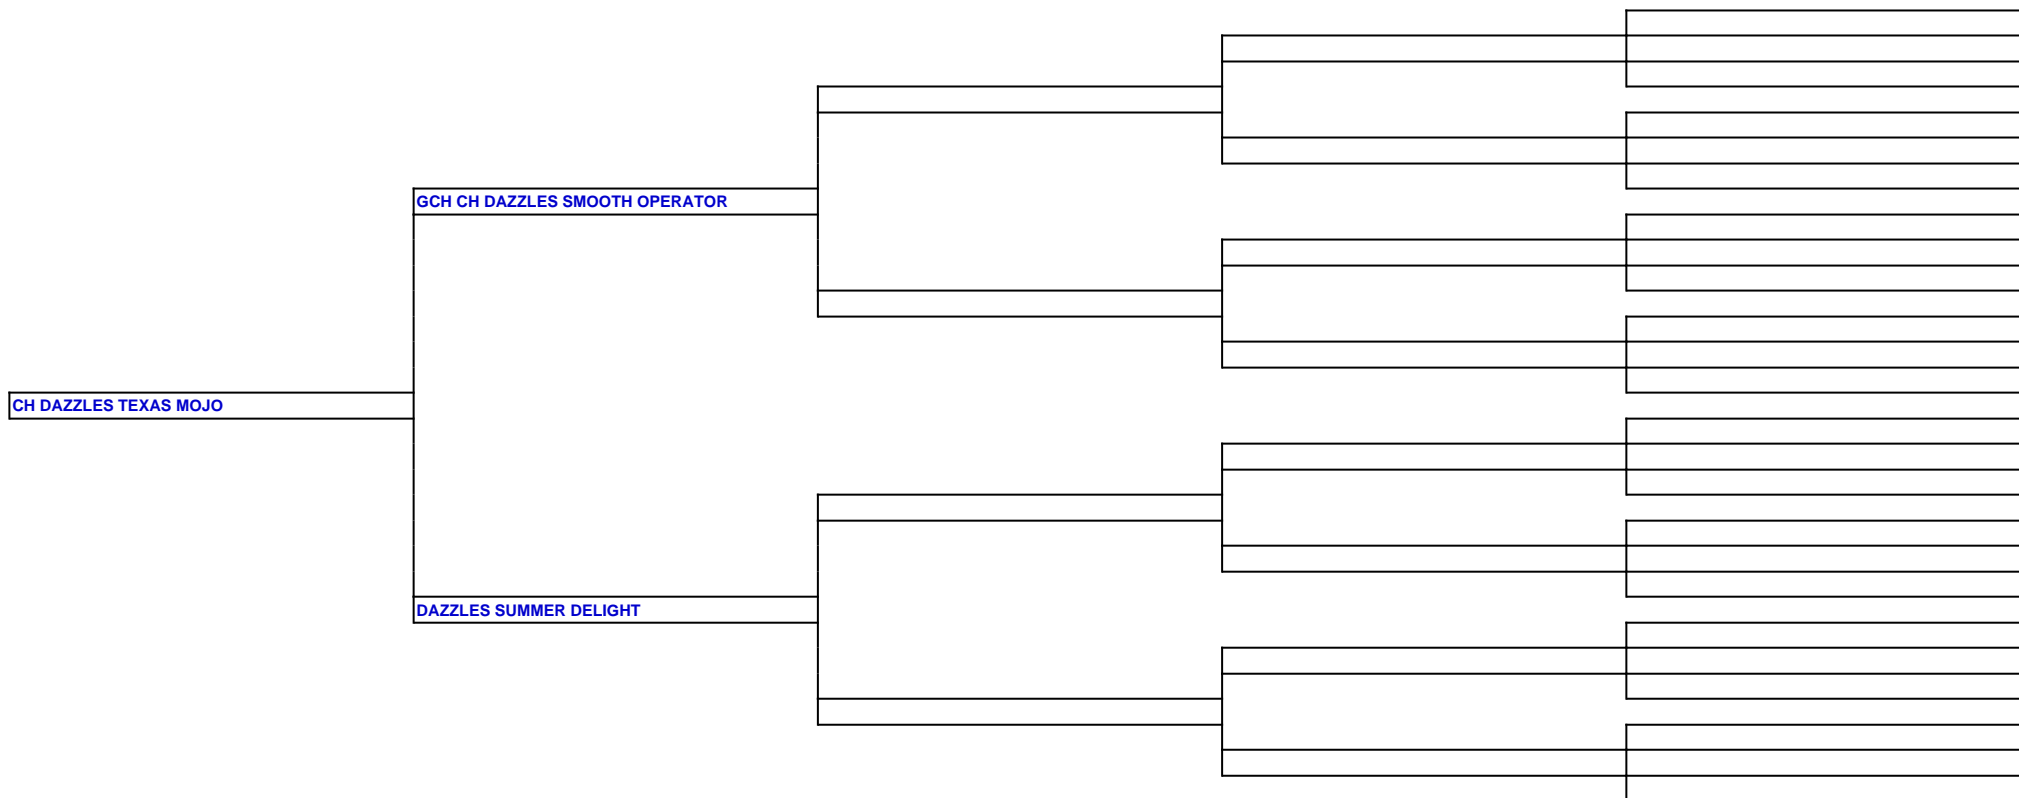 GCH CH DAZZLES SMOOTH OPERATOR
CH DAZZLES TEXAS MOJO
DAZZLES SUMMER DELIGHT